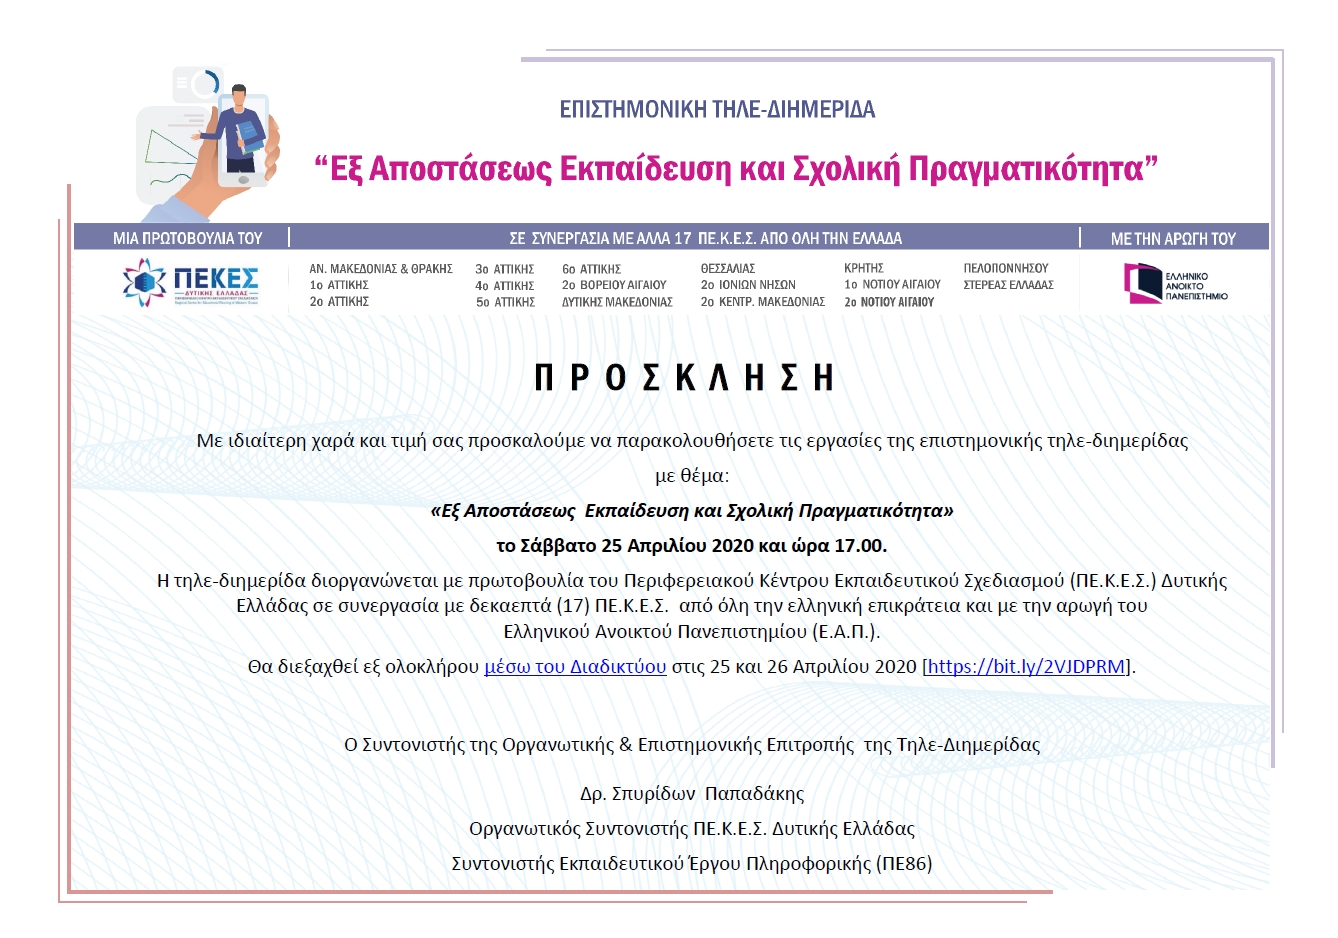 ΕΠΙΣΤΗΜΟΝΙΚΗ ΤΗΛΕ-ΔΙΗΜΕΡΙΔΑ
“Εξ Αποστάσεως Εκπαίδευση και Σχολική Πραγματικότητα”
ΜΙΑ ΠΡΩΤΟΒΟΥΛΙΑ ΤΟΥ
ΣΕ ΣΥΝΕΡΓΑΣΙΑ ΜΕ ΑΛΛΑ 17 ΠΕ.Κ.Ε.Σ. ΑΠΟ ΟΛΗ ΤΗΝ ΕΛΛΑΔΑ
ΜΕ ΤΗΝ ΑΡΩΓΗ ΤΟΥ
ΠΕΚΕΣ
ΔΥΤΙΚΗΣ ΕΛΛΑΔΑΣ
ΑΝ. ΜΑΚΕΔΟΝΙΑΣ & ΘΡΑΚΗΣ
1ο ΑΤΤΙΚΗΣ
2ο ΑΤΤΙΚΗΣ
3ο ΑΤΤΙΚΗΣ
4ο ΑΤΤΙΚΗΣ
5ο ΑΤΤΙΚΗΣ
6ο ΑΤΤΙΚΗΣ
2ο ΒΟΡΕΙΟΥ ΑΙΓΑΙΟΥ
ΔΥΤΙΚΗΣ ΜΑΚΕΔΟΝΙΑΣ
ΘΕΣΣΑΛΙΑΣ
2ο ΙΟΝΙΩΝ ΝΗΣΩΝ
2ο ΚΕΝΤΡ. ΜΑΚΕΔΟΝΙΑΣ
ΚΡΗΤΗΣ
1ο ΝΟΤΙΟΥ ΑΙΓΑΙΟΥ
2ο ΝΟΤΙΟΥ ΑΙΓΑΙΟΥ
ΠΕΛΟΠΟΝΝΗΣΟΥ
ΣΤΕΡΕΑΣ ΕΛΛΑΔΑΣ
ΕΛΛΗΝΙΚΟ
ΑΝΟΙΚΤΟ
ΠΑΝΕΠΙΣΤΗΜΙΟ
Π Ρ Ο Σ Κ Λ Η Σ Η
Με ιδιαίτερη χαρά και τιμή σας προσκαλούμε να παρακολουθήσετε τις εργασίες της επιστημονικής τηλε-διημερίδας
με θέμα:
«Εξ Αποστάσεως Εκπαίδευση και Σχολική Πραγματικότητα»
το Σάββατο 25 Απριλίου 2020 και ώρα 17.00.
Η τηλε-διημερίδα διοργανώνεται με πρωτοβουλία του Περιφερειακού Κέντρου Εκπαιδευτικού Σχεδιασμού (ΠΕ.Κ.Ε.Σ.) Δυτικής
Ελλάδας σε συνεργασία με δεκαεπτά (17) ΠΕ.Κ.Ε.Σ. από όλη την ελληνική επικράτεια και με την αρωγή του
Ελληνικού Ανοικτού Πανεπιστημίου (Ε.Α.Π.).
Θα διεξαχθεί εξ ολοκλήρου μέσω του Διαδικτύου στις 25 και 26 Απριλίου 2020 [https://bit.ly/2VJDPRM].
Ο Συντονιστής της Οργανωτικής & Επιστημονικής Επιτροπής της Τηλε-Διημερίδας
Δρ. Σπυρίδων Παπαδάκης
Οργανωτικός Συντονιστής ΠΕ.Κ.Ε.Σ. Δυτικής Ελλάδας
Συντονιστής Εκπαιδευτικού Έργου Πληροφορικής (ΠΕ86)